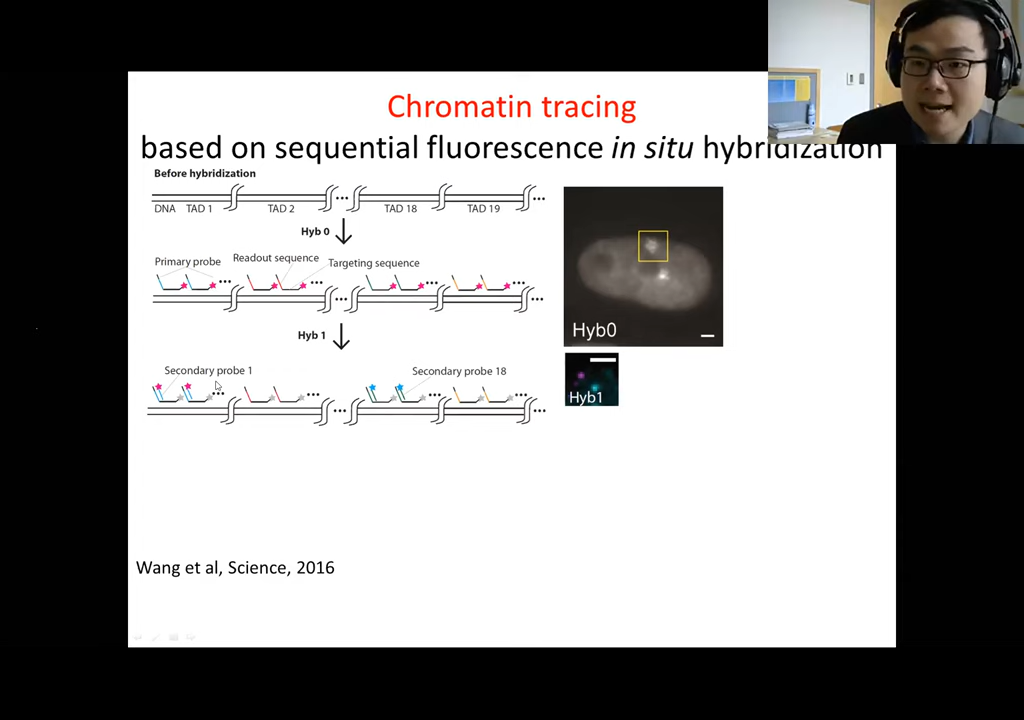 Chromatin tracing
based on sequential fluorescence in situ hybridization
Before hybridization
DNA TAD 1 TAD 2 ... TAD 18 TAD 19 ...
Hyb 0
Primary probe Readout sequence Targeting sequence
Hyb 1
Secondary probe 1 Secondary probe 18
Hyb0
Hyb1
Wang et al, Science, 2016